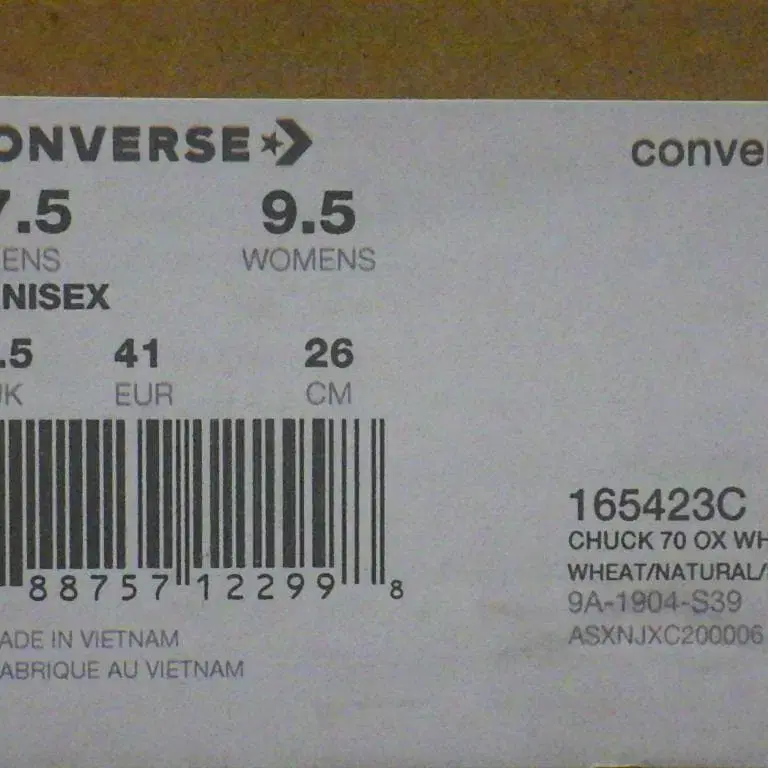 ONVERSE
conve
7.5
9.5
ENS
WOMENS
NISEX
.5
41
26
UK
EUR
CM
88757 12299 8
165423C
CHUCK 70 OX WH
WHEAT/NATURAL/
9A-1904-S39
ASXNJXC200006
ADE IN VIETNAM
ABRIQUE AU VIETNAM